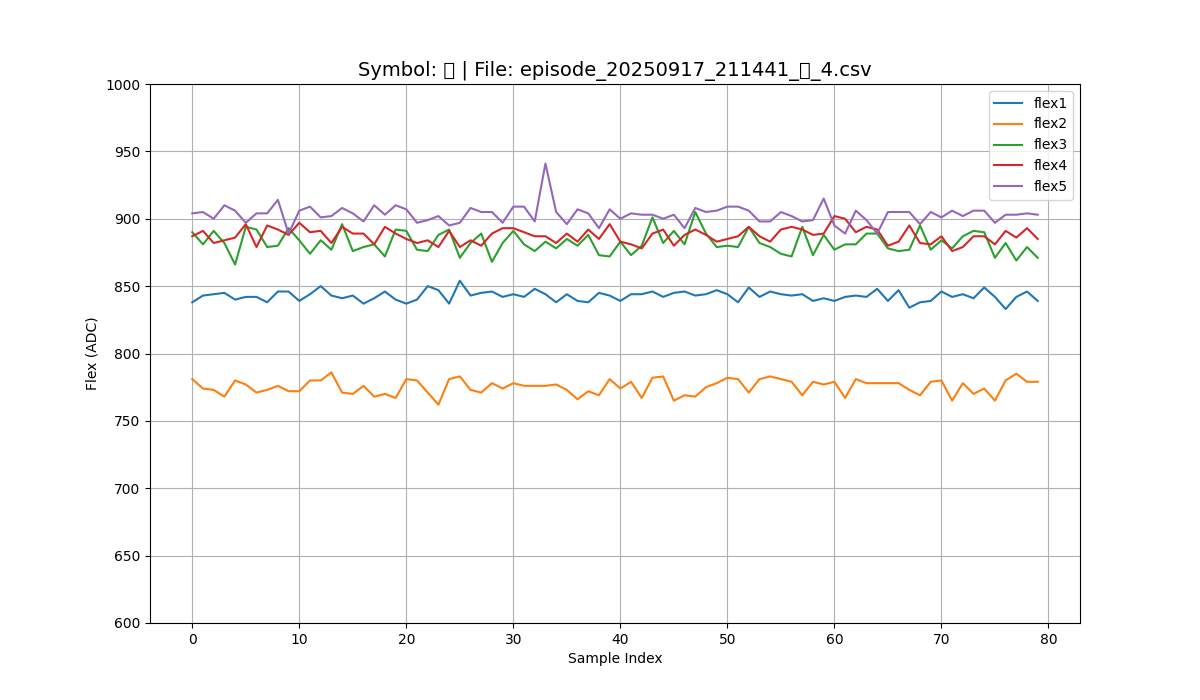 Symbol: | File: episode_20250917_211441_ _4.csv
1000
950
900
850
800
750
700
650
600
Flex (ADC)
flex1
flex2
flex3
flex4
flex5
0 10 20 30 40 50 60 70 80
Sample Index